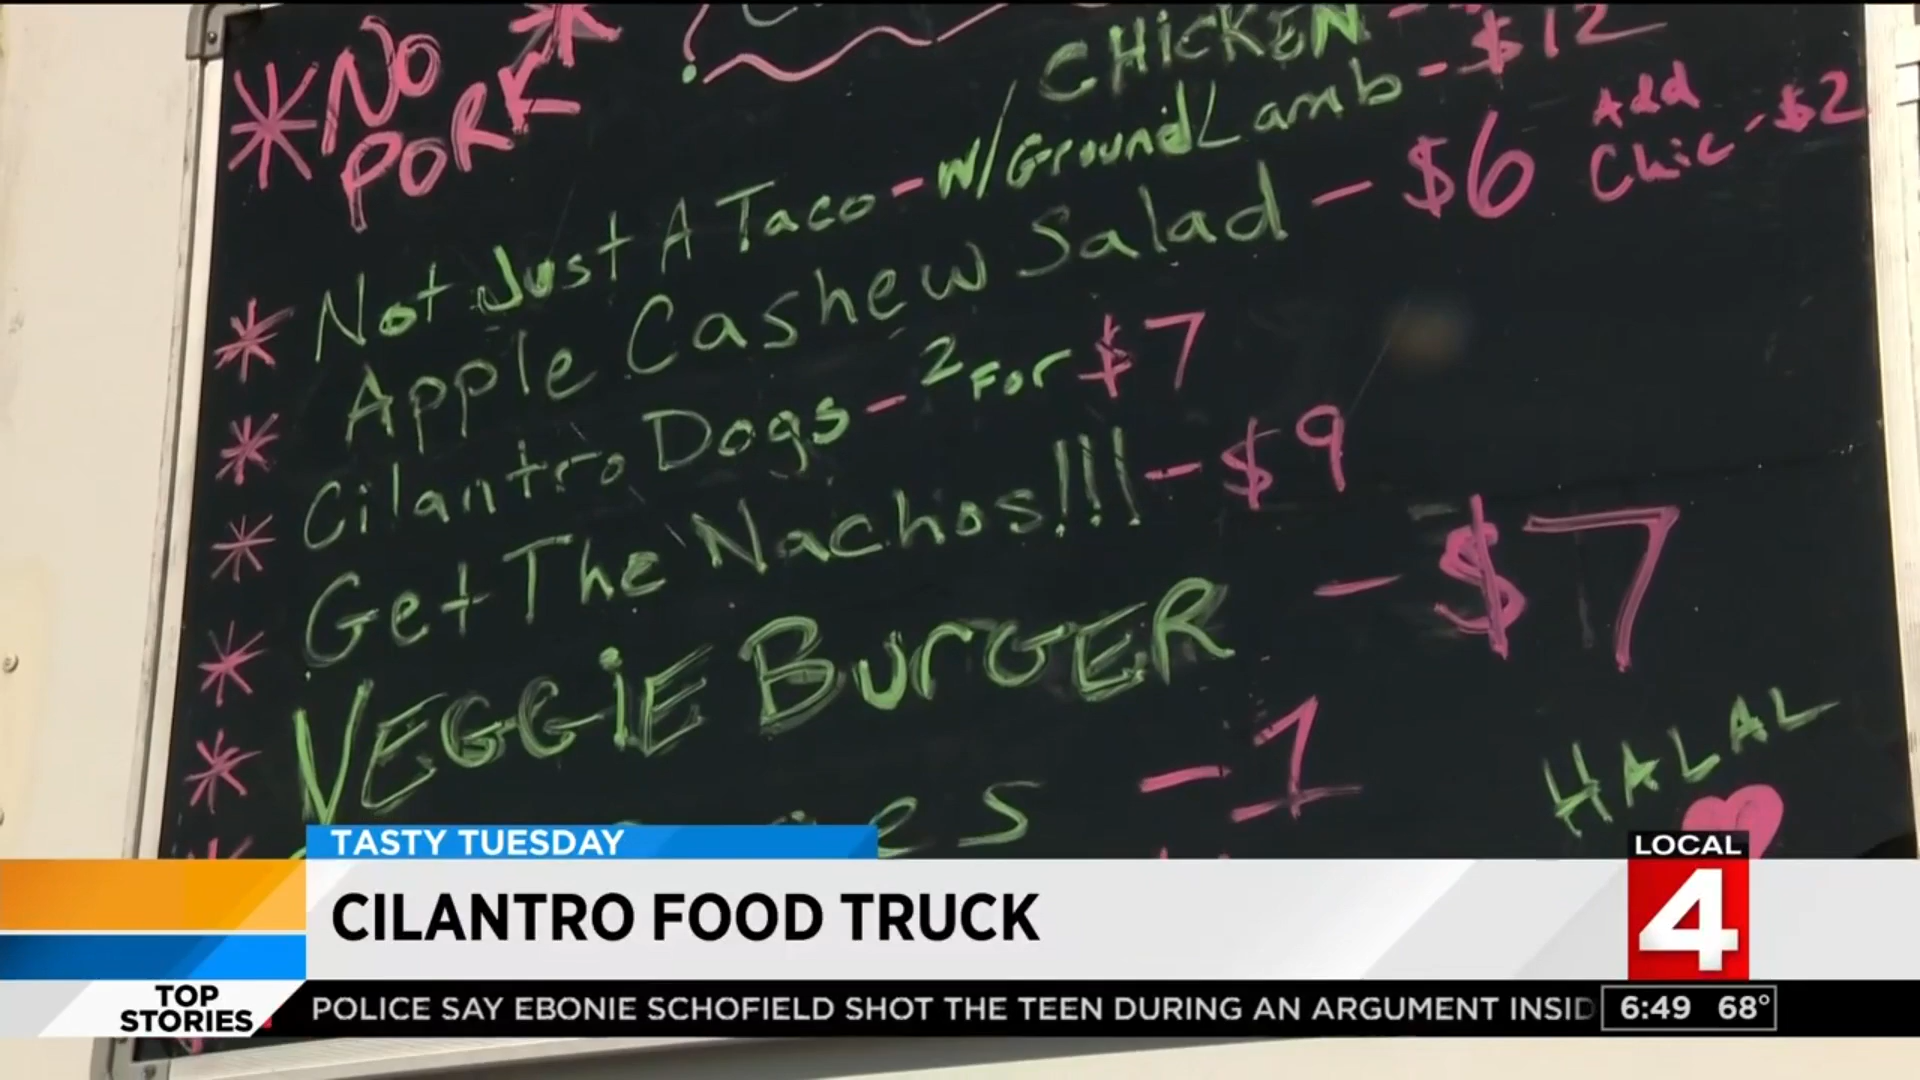 *NO PORK*
CHICKEN -
* Not Just A Taco - W/ Ground Lamb - $12
* Apple Cashew Salad - $6 Add Chic - $2
* Cilantro Dogs - 2 For $7
* Get The Nachos!!! - $9
* VEGGIE BURGER - $7
- 1
HALAL
TASTY TUESDAY
CILANTRO FOOD TRUCK
LOCAL
4
TOP STORIES
POLICE SAY EBONIE SCHOFIELD SHOT THE TEEN DURING AN ARGUMENT INSID
6:49 68°